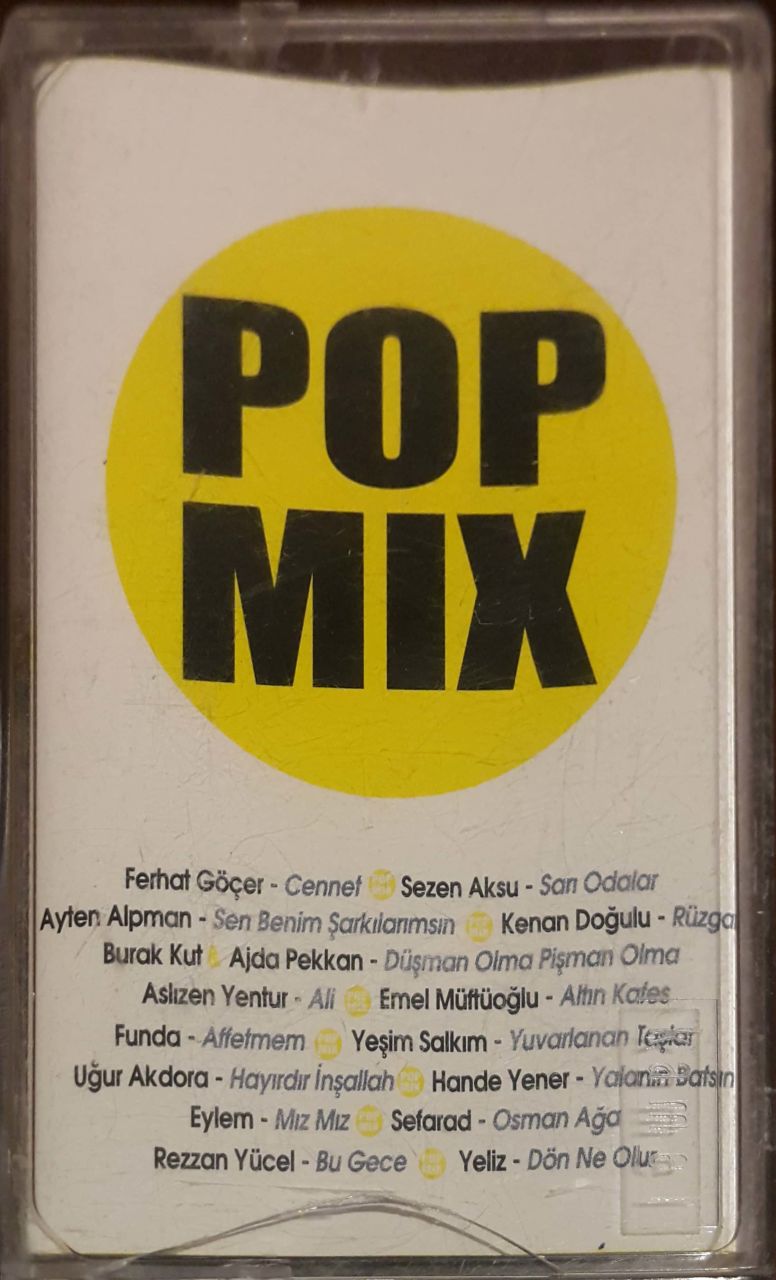 POP
MIX
Ferhat Göçer - Cennet Sezen Aksu - Sarı Odalar
Ayten Alpman - Sen Benim Şarkılarımsın Kenan Doğulu - Rüzga
Burak Kut & Ajda Pekkan - Düşman Olma Pişman Olma
Aslızen Yentur - Ali Emel Müftüoğlu - Altın Kafes
Funda - Affetmem Yeşim Salkım - Yuvarlanan Taşlar
Uğur Akdora - Hayırdır İnşallah Hande Yener - Yalanın Batsın
Eylem - Mız Mız Sefarad - Osman Ağa
Rezzan Yücel - Bu Gece Yeliz - Dön Ne Olur